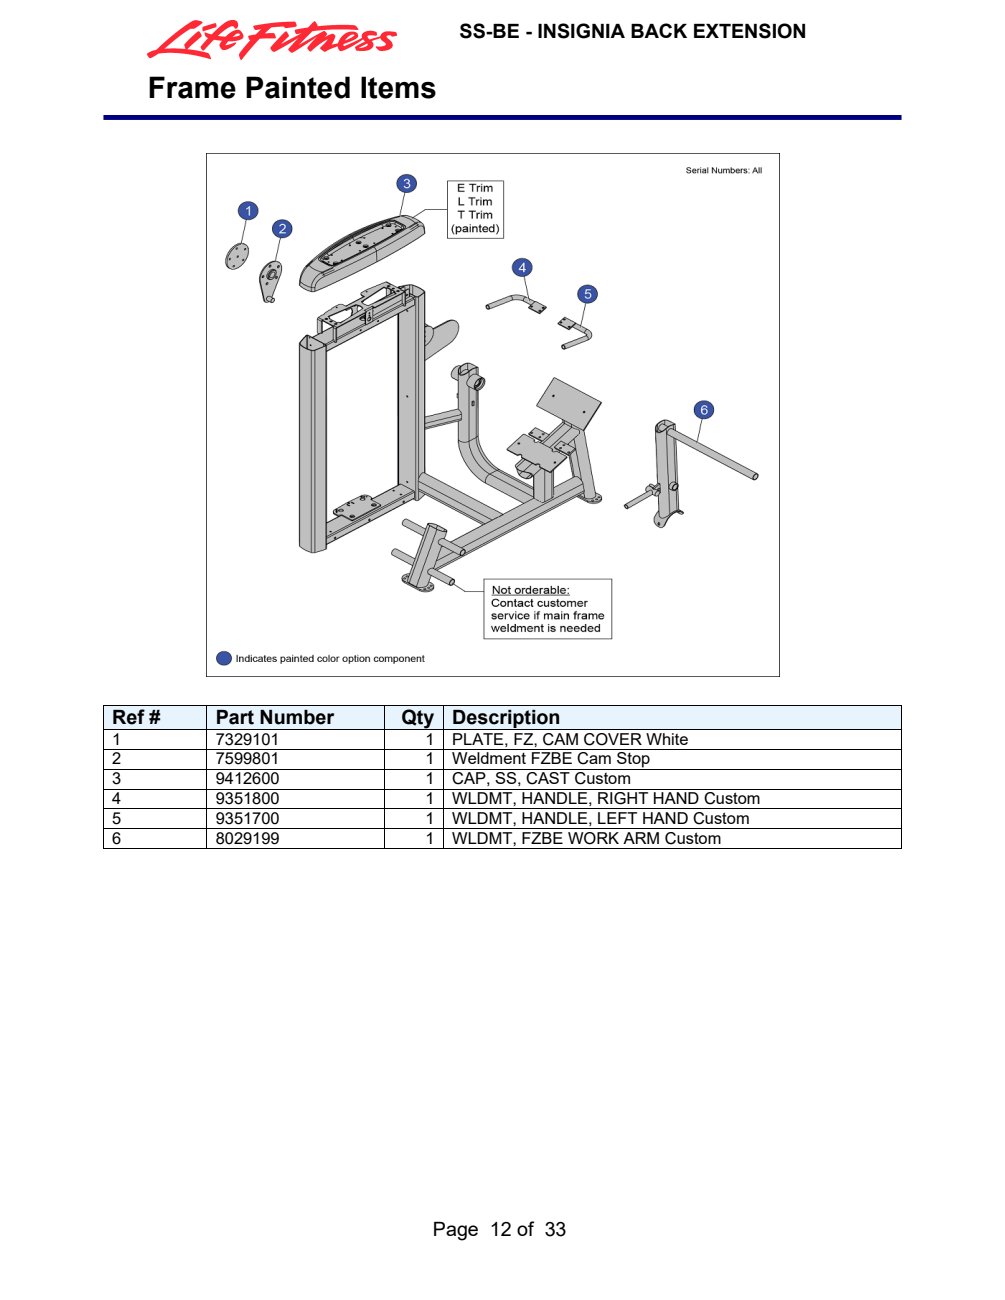 Life Fitness
SS-BE - INSIGNIA BACK EXTENSION
Frame Painted Items
Serial Numbers: All
3
E Trim
L Trim
T Trim
(painted)
1
2
4
5
6
Not orderable:
Contact customer
service if main frame
weldment is needed
Indicates painted color option component
Ref # Part Number Qty Description
1 7329101 1 PLATE, FZ, CAM COVER White
2 7599801 1 Weldment FZBE Cam Stop
3 9412600 1 CAP, SS, CAST Custom
4 9351800 1 WLDMT, HANDLE, RIGHT HAND Custom
5 9351700 1 WLDMT, HANDLE, LEFT HAND Custom
6 8029199 1 WLDMT, FZBE WORK ARM Custom
Page 12 of 33